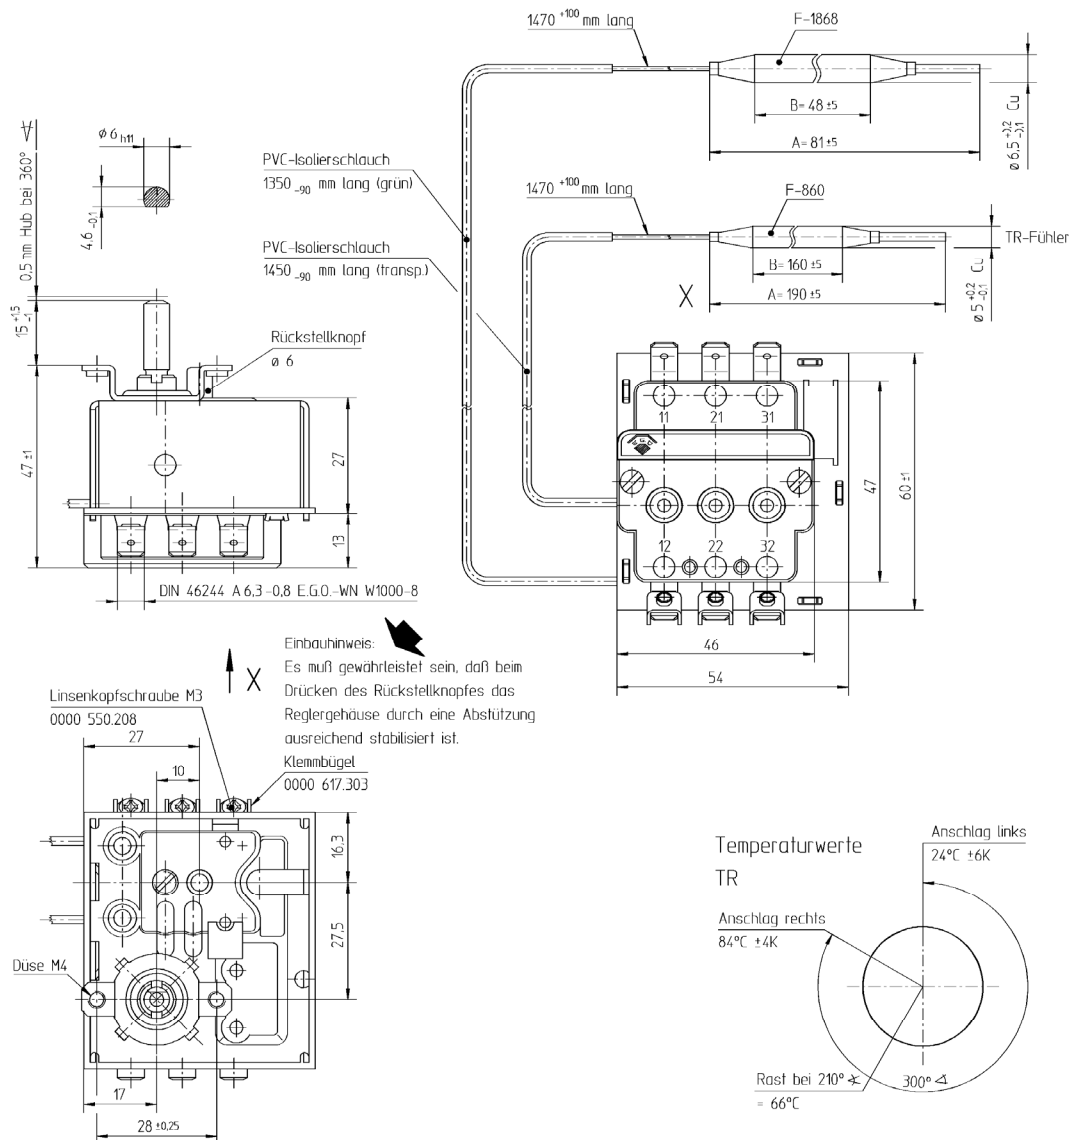 1470 +100 mm lang
F-1868
B= 48 ±5
A= 81 ±5
ø 6,5 +0,2 -0,1 Cu
ø 6 h11
4,6 -0,1
0,5 mm Hub bei 360°
15 +1,5 -1
47 ±1
PVC-Isolierschlauch
1350 -90 mm lang (grün)
PVC-Isolierschlauch
1450 -90 mm lang (transp.)
1470 +100 mm lang
F-860
TR-Fühler
B= 160 ±5
A= 190 ±5
ø 5 +0,2 -0,1 Cu
X
Rückstellknopf
ø 6
27
13
DIN 46244 A 6,3 -0,8 E.G.O.-WN W1000-8
11 21 31
E.G.O
12 22 32
47
60 ±1
46
54
Einbauhinweis:
Es muß gewährleistet sein, daß beim
Drücken des Rückstellknopfes das
Reglergehäuse durch eine Abstützung
ausreichend stabilisiert ist.
X
Linsenkopfschraube M3
0000 550.208
Klemmbügel
0000 617.303
27
10
16,3
27,5
Düse M4
17
28 ±0,25
Temperaturwerte
TR
Anschlag links
24°C ±6K
Anschlag rechts
84°C ±4K
Rast bei 210° ∢
= 66°C
300° ∢